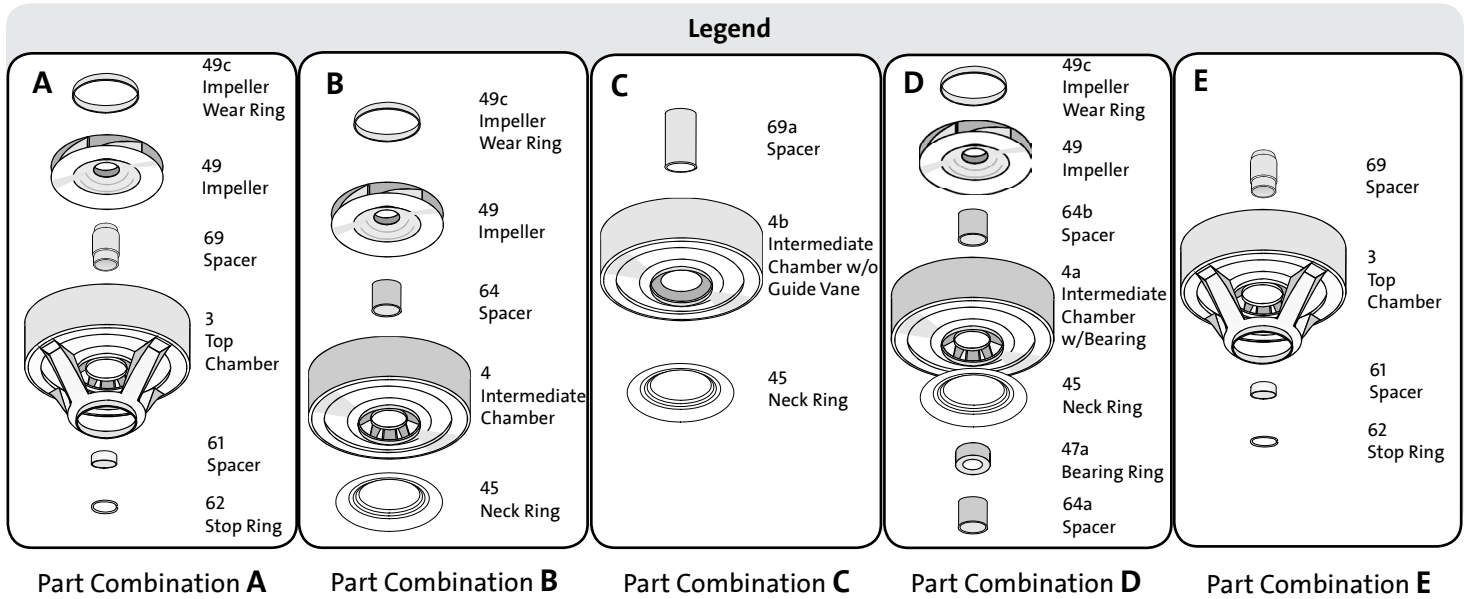 Legend
A
49c
Impeller
Wear Ring
49
Impeller
69
Spacer
3
Top
Chamber
61
Spacer
62
Stop Ring
B
49c
Impeller
Wear Ring
49
Impeller
64
Spacer
4
Intermediate
Chamber
45
Neck Ring
C
69a
Spacer
4b
Intermediate
Chamber w/o
Guide Vane
45
Neck Ring
D
49c
Impeller
Wear Ring
49
Impeller
64b
Spacer
4a
Intermediate
Chamber
w/Bearing
45
Neck Ring
47a
Bearing Ring
64a
Spacer
E
69
Spacer
3
Top
Chamber
61
Spacer
62
Stop Ring
Part Combination A
Part Combination B
Part Combination C
Part Combination D
Part Combination E